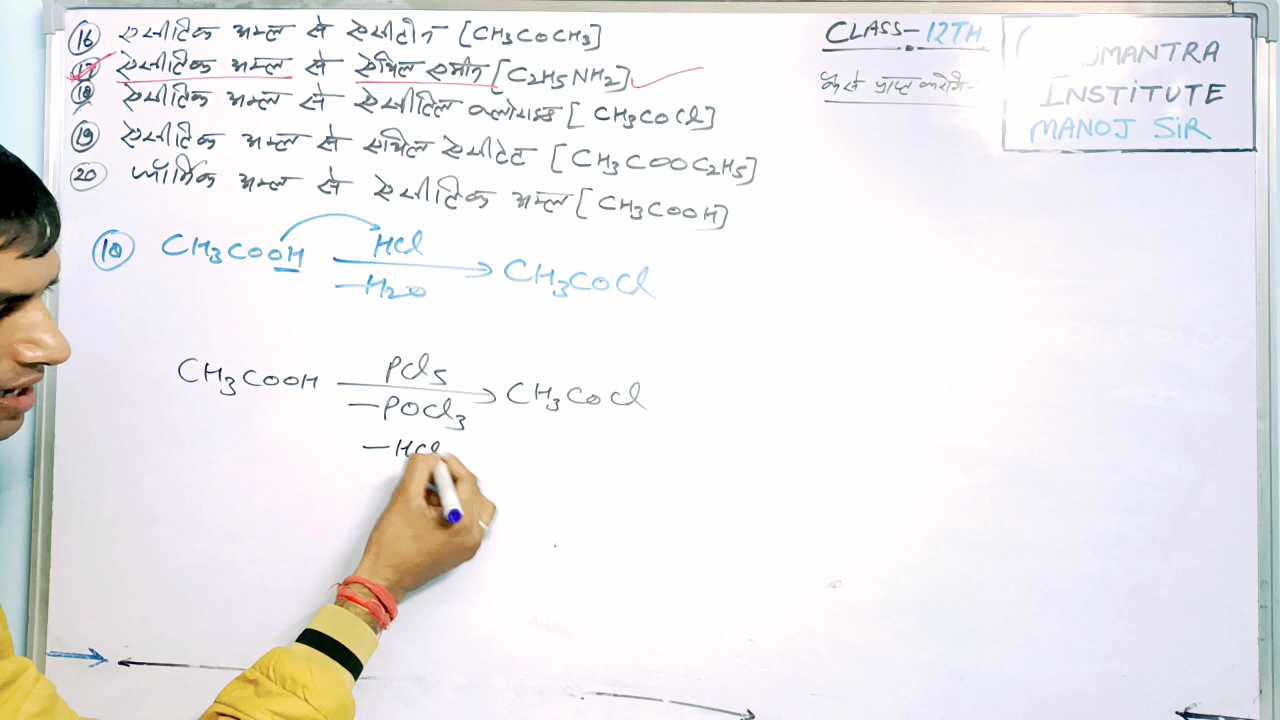 (16) एसीटिक अम्ल से एसीटोन [CH3COCH3]
(17) एसीटिक अम्ल से एथिल एमीन [C2H5NH2]
(18) एसीटिक अम्ल से एसीटिल क्लोराइड [CH3COCl]
(19) एसीटिक अम्ल से एथिल एसीटेट [CH3COOC2H5]
(20) फॉर्मिक अम्ल से एसीटिक अम्ल [CH3COOH]
CLASS-12TH
कैसे प्राप्त करोगे-
MANTRA
INSTITUTE
MANOJ SIR
(18) CH3COOH HCl CH3COCl
-H2O
CH3COOH PCl5 CH3COCl
-POCl3
-HCl